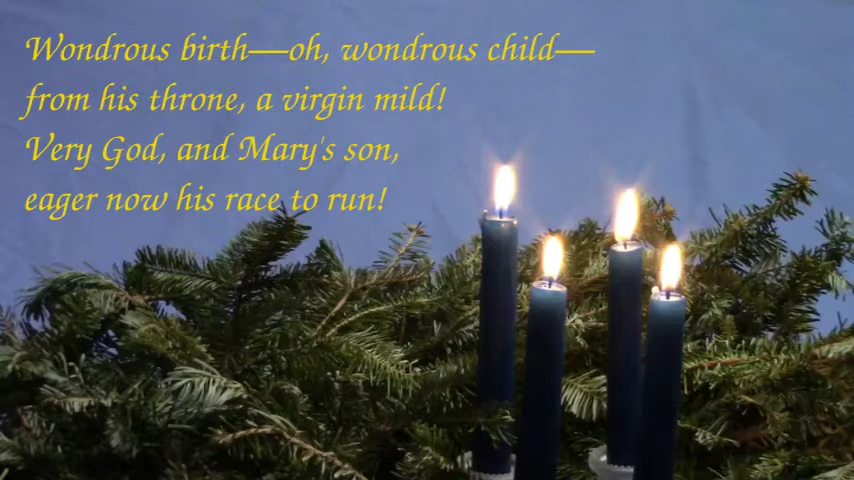 Wondrous birth—oh, wondrous child—
from his throne, a virgin mild!
Very God, and Mary's son,
eager now his race to run!